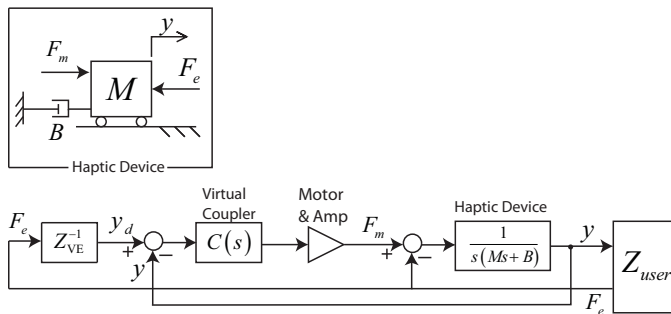 y
F_m
F_e
M
B
Haptic Device
Virtual Coupler
Motor & Amp
Haptic Device
F_e
Z_VE^{-1}
y_d
+
−
y
C(s)
F_m
+
−
1
s(Ms+B)
y
Z_user
F_e